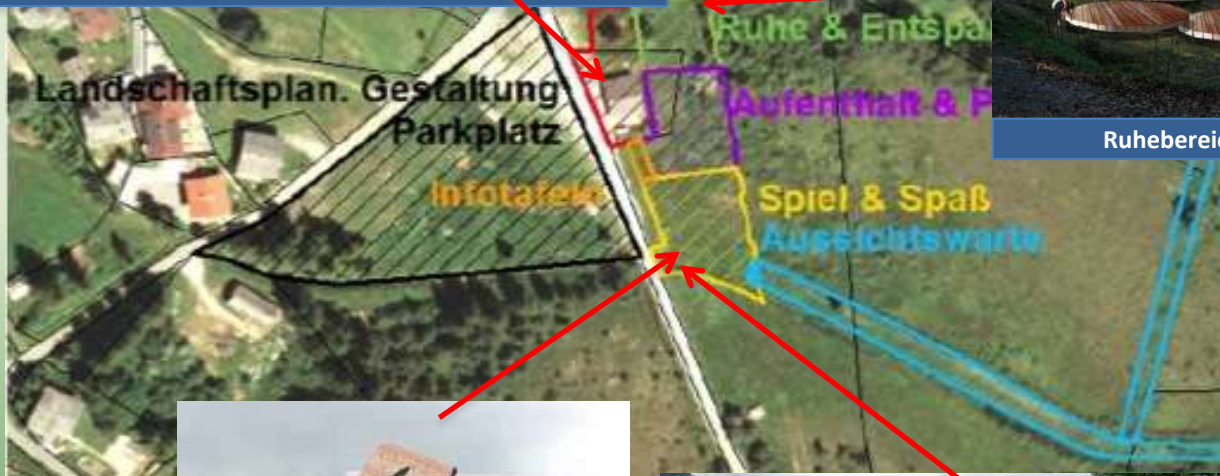 Ruhe & Entspa
Landschaftsplan. Gestaltung
Parkplatz
Aufenthalt & P
Ruhebereic
Infotafeln
Spiel & Spaß
Aussichtswarte